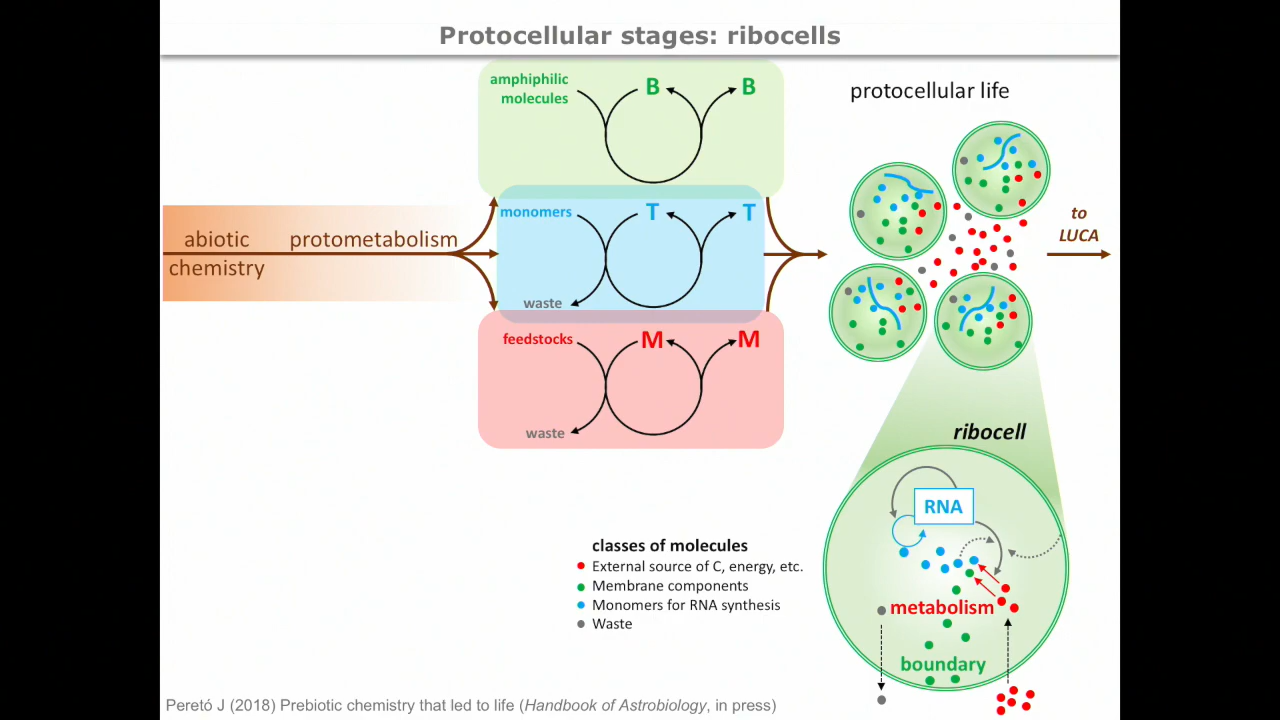 Protocellular stages: ribocells
amphiphilic
molecules
B
B
protocellular life
abiotic
protometabolism
chemistry
monomers
T
T
waste
to
LUCA
feedstocks
M
M
waste
ribocell
RNA
metabolism
boundary
classes of molecules
External source of C, energy, etc.
Membrane components
Monomers for RNA synthesis
Waste
Peretó J (2018) Prebiotic chemistry that led to life (Handbook of Astrobiology, in press)